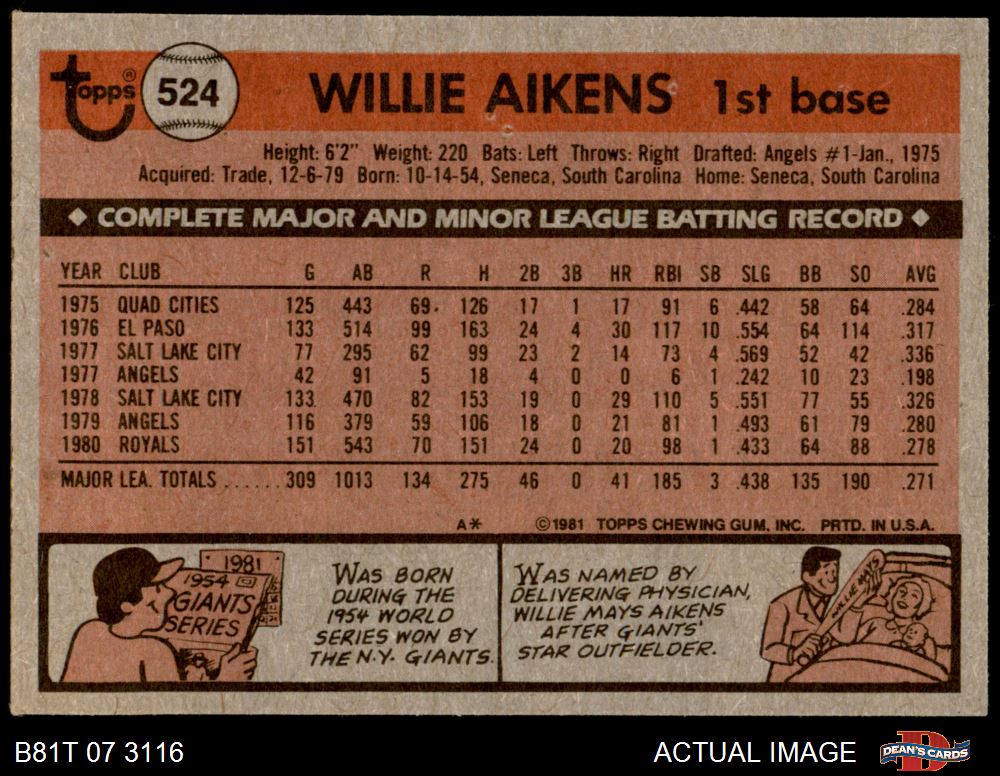 Topps®
524
WILLIE AIKENS 1st base
Height: 6'2" Weight: 220 Bats: Left Throws: Right Drafted: Angels #1-Jan., 1975
Acquired: Trade, 12-6-79 Born: 10-14-54, Seneca, South Carolina Home: Seneca, South Carolina
◆ COMPLETE MAJOR AND MINOR LEAGUE BATTING RECORD ◆
YEAR CLUB G AB R H 2B 3B HR RBI SB SLG BB SO AVG
1975 QUAD CITIES 125 443 69 126 17 1 17 91 6 .442 58 64 .284
1976 EL PASO 133 514 99 163 24 4 30 117 10 .554 64 114 .317
1977 SALT LAKE CITY 77 295 62 99 23 2 14 73 4 .569 52 42 .336
1977 ANGELS 42 91 5 18 4 0 0 6 1 .242 10 23 .198
1978 SALT LAKE CITY 133 470 82 153 19 0 29 110 5 .551 77 55 .326
1979 ANGELS 116 379 59 106 18 0 21 81 1 .493 61 79 .280
1980 ROYALS 151 543 70 151 24 0 20 98 1 .433 64 88 .278
MAJOR LEA. TOTALS ...... 309 1013 134 275 46 0 41 185 3 .438 135 190 .271
A* ©1981 TOPPS CHEWING GUM, INC. PRTD. IN U.S.A.
1981
1954
GIANTS
SERIES
WAS BORN
DURING THE
1954 WORLD
SERIES WON BY
THE N.Y. GIANTS.
WAS NAMED BY
DELIVERING PHYSICIAN,
WILLIE MAYS AIKENS
AFTER GIANTS'
STAR OUTFIELDER.
WILLIE MAYS
B81T 07 3116
ACTUAL IMAGE
DEAN'S CARDS